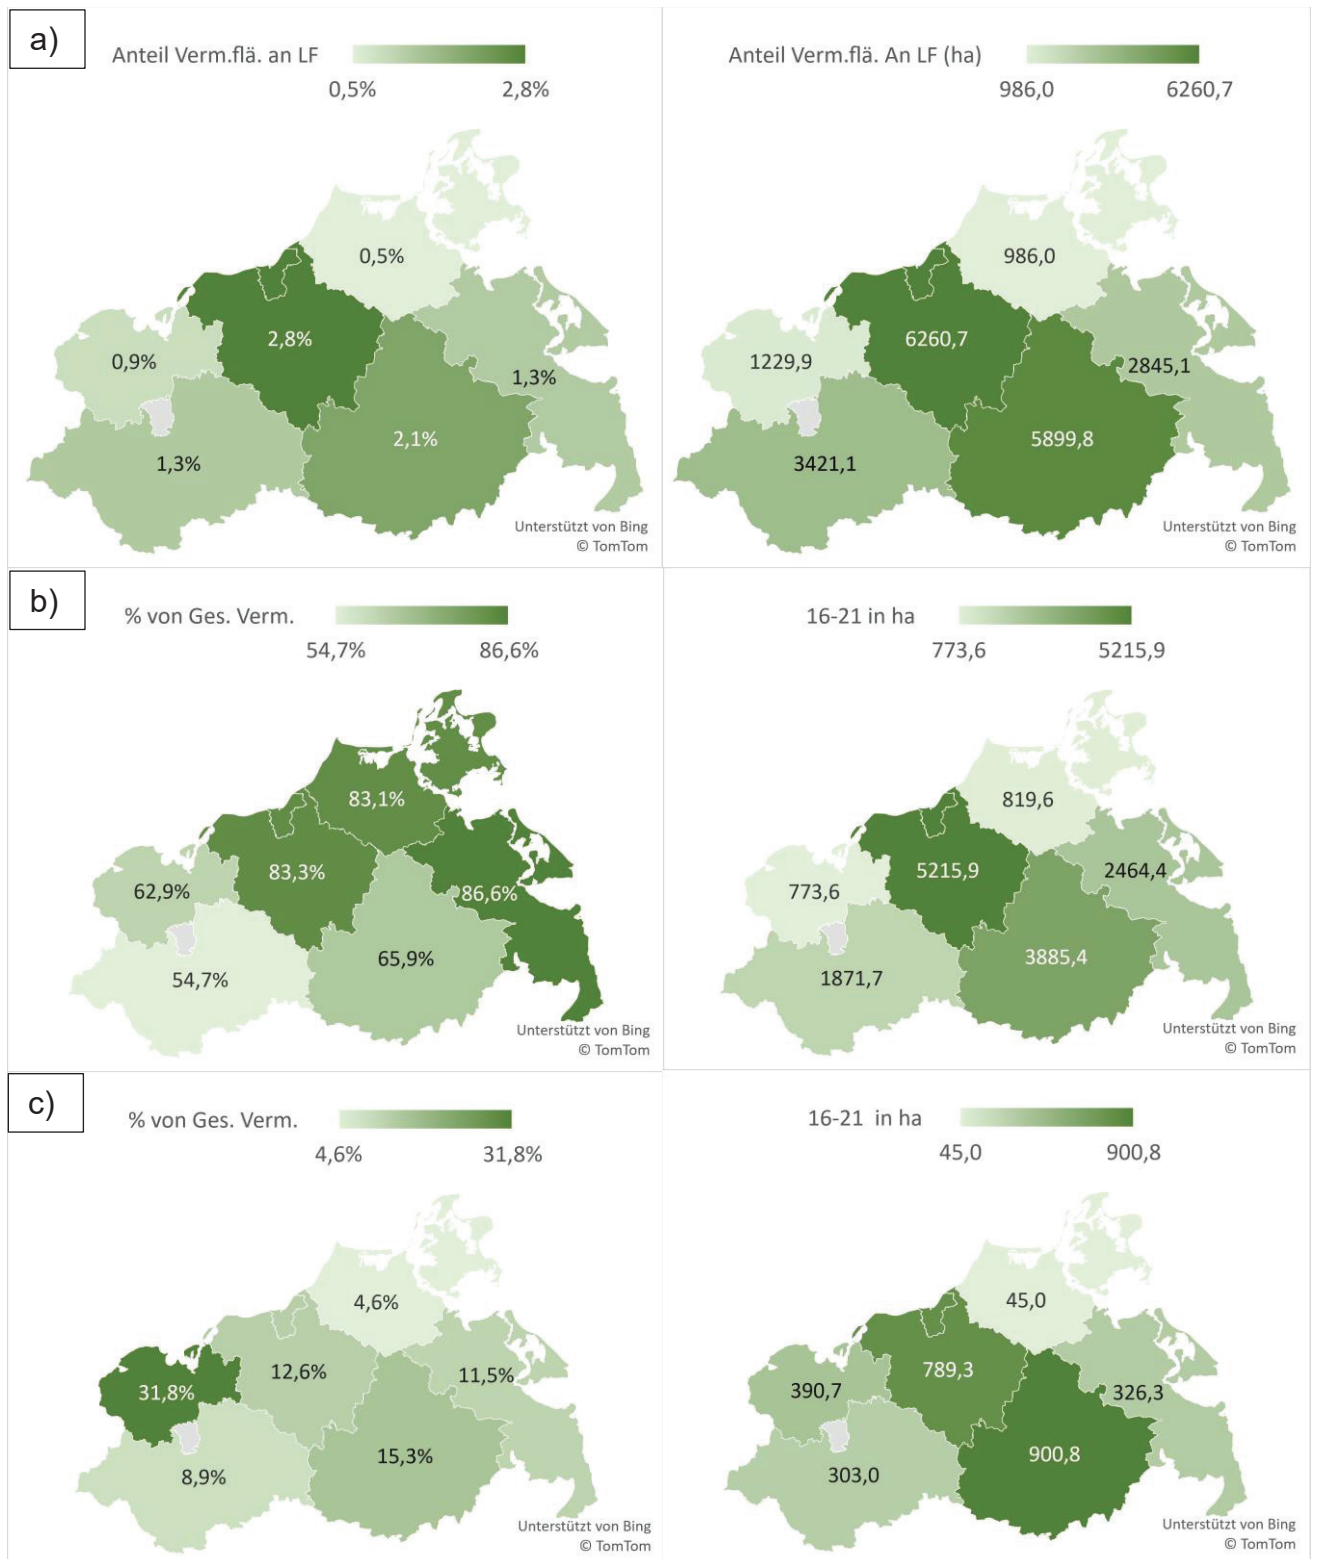 a)
Anteil Verm.flä. an LF
0,5% 2,8%
0,5%
2,8%
0,9%
1,3%
2,1%
1,3%
Unterstützt von Bing
© TomTom
Anteil Verm.flä. An LF (ha)
986,0 6260,7
986,0
6260,7
1229,9
2845,1
5899,8
3421,1
Unterstützt von Bing
© TomTom
b)
% von Ges. Verm.
54,7% 86,6%
83,1%
83,3%
62,9%
86,6%
65,9%
54,7%
Unterstützt von Bing
© TomTom
16-21 in ha
773,6 5215,9
819,6
5215,9
2464,4
773,6
3885,4
1871,7
Unterstützt von Bing
© TomTom
c)
% von Ges. Verm.
4,6% 31,8%
4,6%
12,6%
11,5%
31,8%
15,3%
8,9%
Unterstützt von Bing
© TomTom
16-21 in ha
45,0 900,8
45,0
789,3
390,7
326,3
900,8
303,0
Unterstützt von Bing
© TomTom